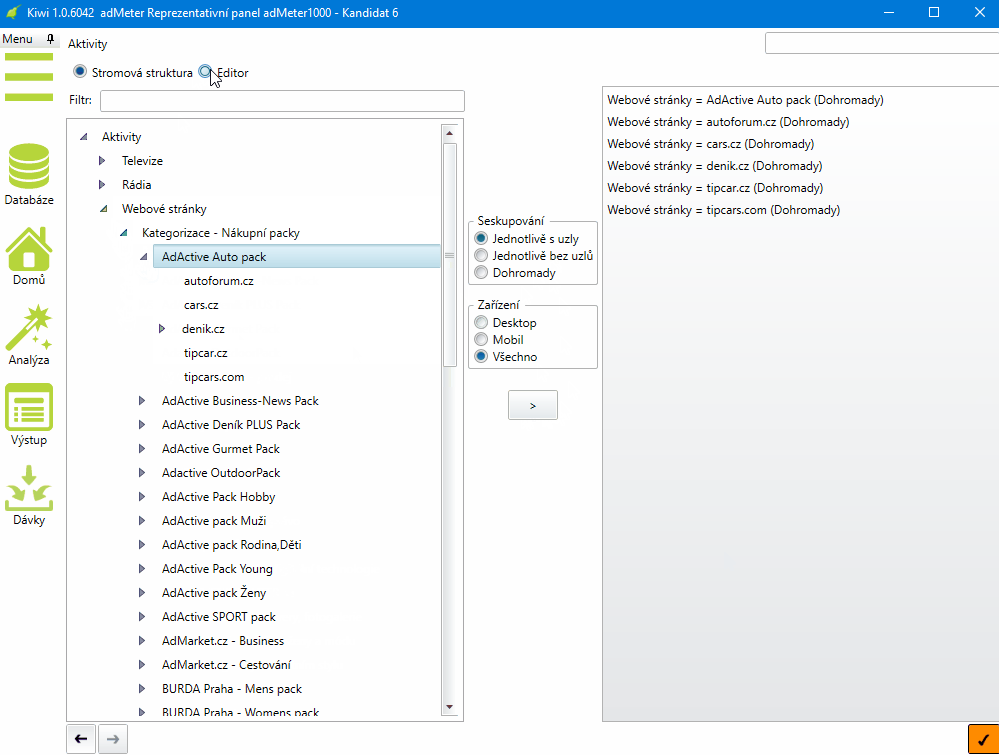 Kiwi 1.0.6042 adMeter Reprezentativní panel adMeter1000 - Kandidat 6
Menu
Aktivity
Stromová struktura
Editor
Filtr:
Aktivity
Televize
Rádia
Webové stránky
Kategorizace - Nákupní packy
AdActive Auto pack
autoforum.cz
cars.cz
denik.cz
tipcar.cz
tipcars.com
AdActive Business-News Pack
AdActive Deník PLUS Pack
AdActive Gurmet Pack
Adactive OutdoorPack
AdActive Pack Hobby
AdActive pack Muži
AdActive pack Rodina,Děti
AdActive Pack Young
AdActive pack Ženy
AdActive SPORT pack
AdMarket.cz - Business
AdMarket.cz - Cestování
BURDA Praha - Mens pack
BURDA Praha - Womens pack
Databáze
Domů
Analýza
Výstup
Dávky
Seskupování
Jednotlivě s uzly
Jednotlivě bez uzlů
Dohromady
Zařízení
Desktop
Mobil
Všechno
>
Webové stránky = AdActive Auto pack (Dohromady)
Webové stránky = autoforum.cz (Dohromady)
Webové stránky = cars.cz (Dohromady)
Webové stránky = denik.cz (Dohromady)
Webové stránky = tipcar.cz (Dohromady)
Webové stránky = tipcars.com (Dohromady)